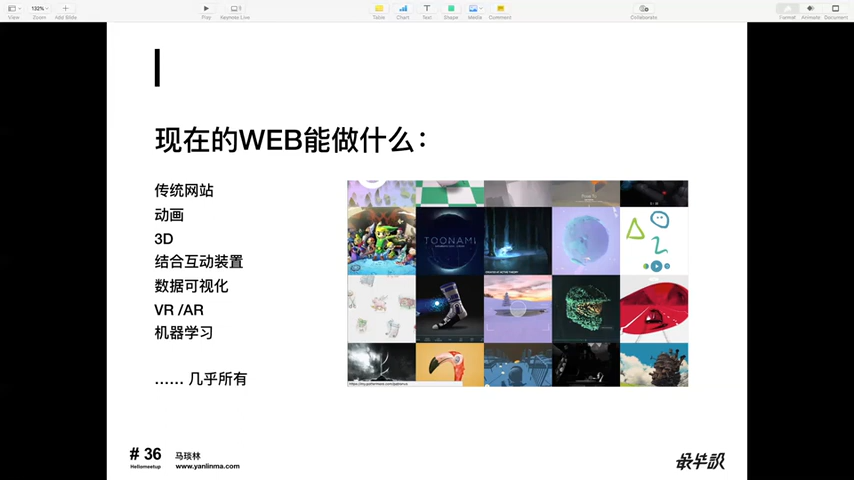 132%
View
Zoom
Add Slide
Play
Keynote Live
Table
Chart
Text
Shape
Media
Comment
Collaborate
Format
Animate
Document
现在的WEB能做什么：
传统网站
动画
3D
结合互动装置
数据可视化
VR /AR
机器学习
…… 几乎所有
TOONAMI
# 36
Hellomeetup
马琰林
www.yanlinma.com